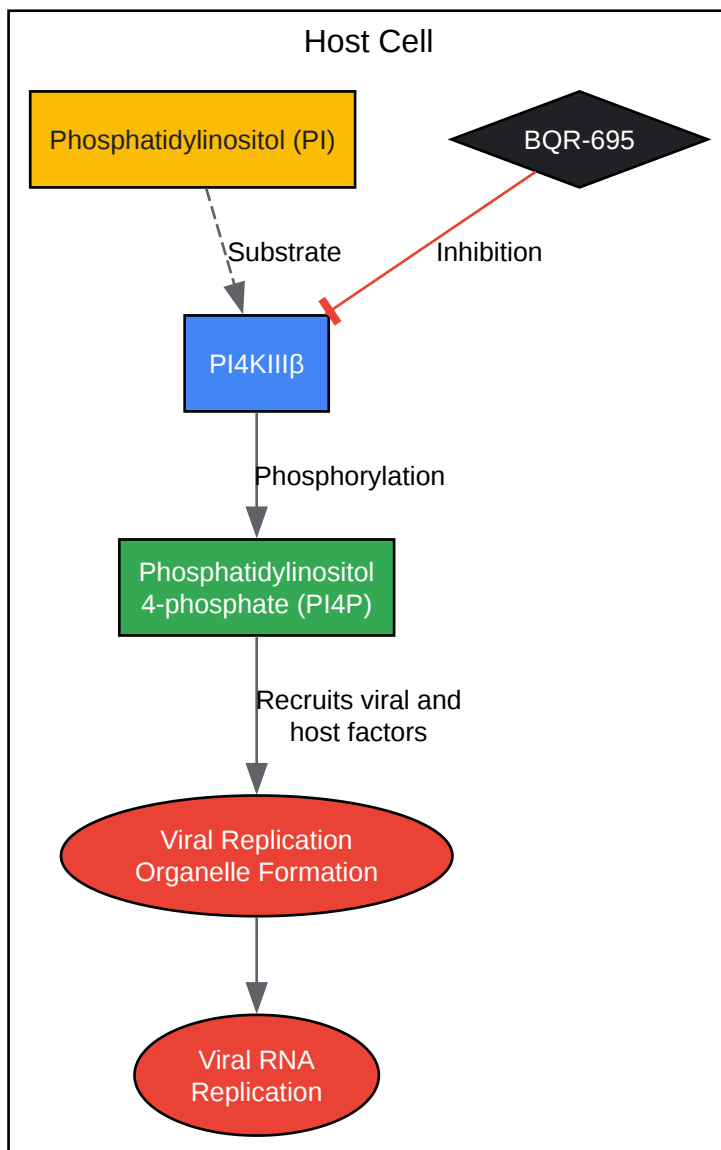 Host Cell
Phosphatidylinositol (PI)
BQR-695
Substrate
Inhibition
PI4KIIIβ
Phosphorylation
Phosphatidylinositol
4-phosphate (PI4P)
Recruits viral and
host factors
Viral Replication
Organelle Formation
Viral RNA
Replication